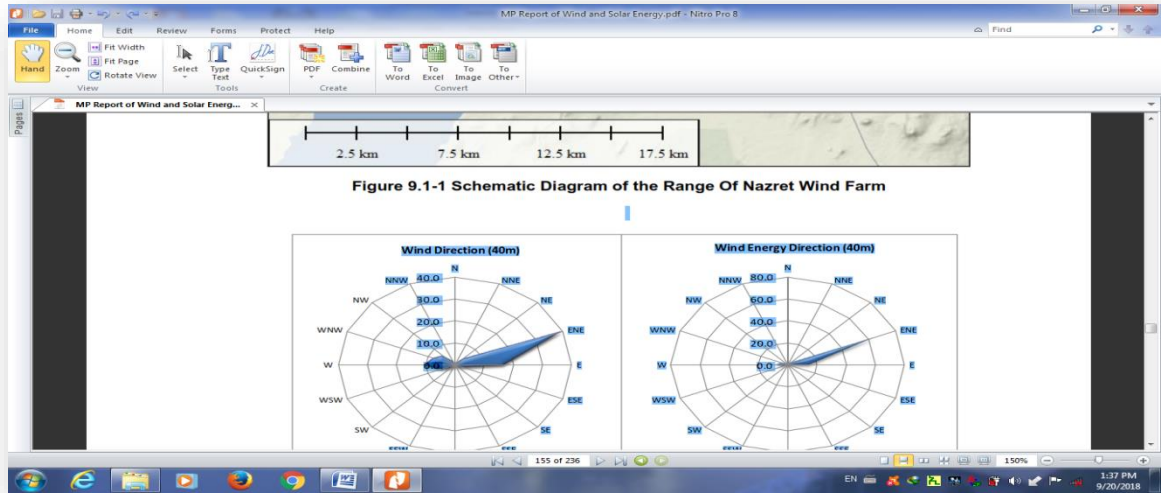 MP Report of Wind and Solar Energy.pdf - Nitro Pro 8
File Home Edit Review Forms Protect Help
Find
Hand
Zoom
Fit Width
Fit Page
Rotate View
View
Select
Type Text
QuickSign
Tools
PDF
Combine
Create
To Word
To Excel
To Image
To Other
Convert
Pages
MP Report of Wind and Solar Energ...
2.5 km 7.5 km 12.5 km 17.5 km
Figure 9.1-1 Schematic Diagram of the Range Of Nazret Wind Farm
Wind Direction (40m)
N
NNW 40.0 NNE
NW 30.0 NE
20.0
WNW ENE
10.0
W 0.0 E
WSW ESE
SW SE
Wind Energy Direction (40m)
N
NNW 80.0 NNE
NW 60.0 NE
40.0
WNW ENE
20.0
W 0.0 E
WSW ESE
SW SE
155 of 236
150%
EN
1:37 PM
9/20/2018